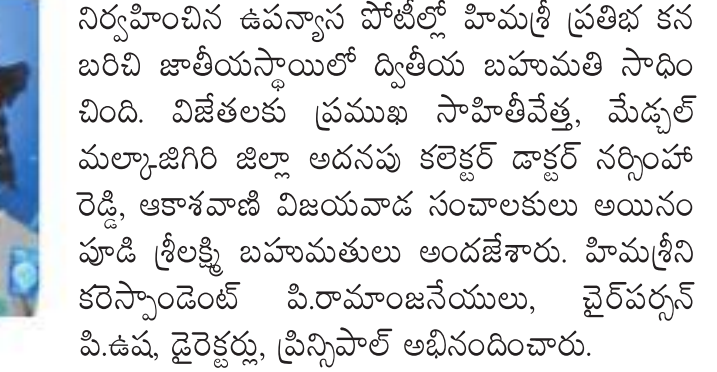 నిర్వహించిన ఉపన్యాస పోటీల్లో హిమశ్రీ ప్రతిభ కన
బరిచి జాతీయస్థాయిలో ద్వితీయ బహుమతి సాధిం
చింది. విజేతలకు ప్రముఖ సాహితీవేత్త, మేడ్చల్
మల్కాజిగిరి జిల్లా అదనపు కలెక్టర్ డాక్టర్ నర్సింహా
రెడ్డి, ఆకాశవాణి విజయవాడ సంచాలకులు అయినం
పూడి శ్రీలక్ష్మి బహుమతులు అందజేశారు. హిమశ్రీని
కరెస్పాండెంట్ పి.రామాంజనేయులు, చైర్‌పర్సన్
పి.ఉష, డైరెక్టర్లు, ప్రిన్సిపాల్ అభినందించారు.